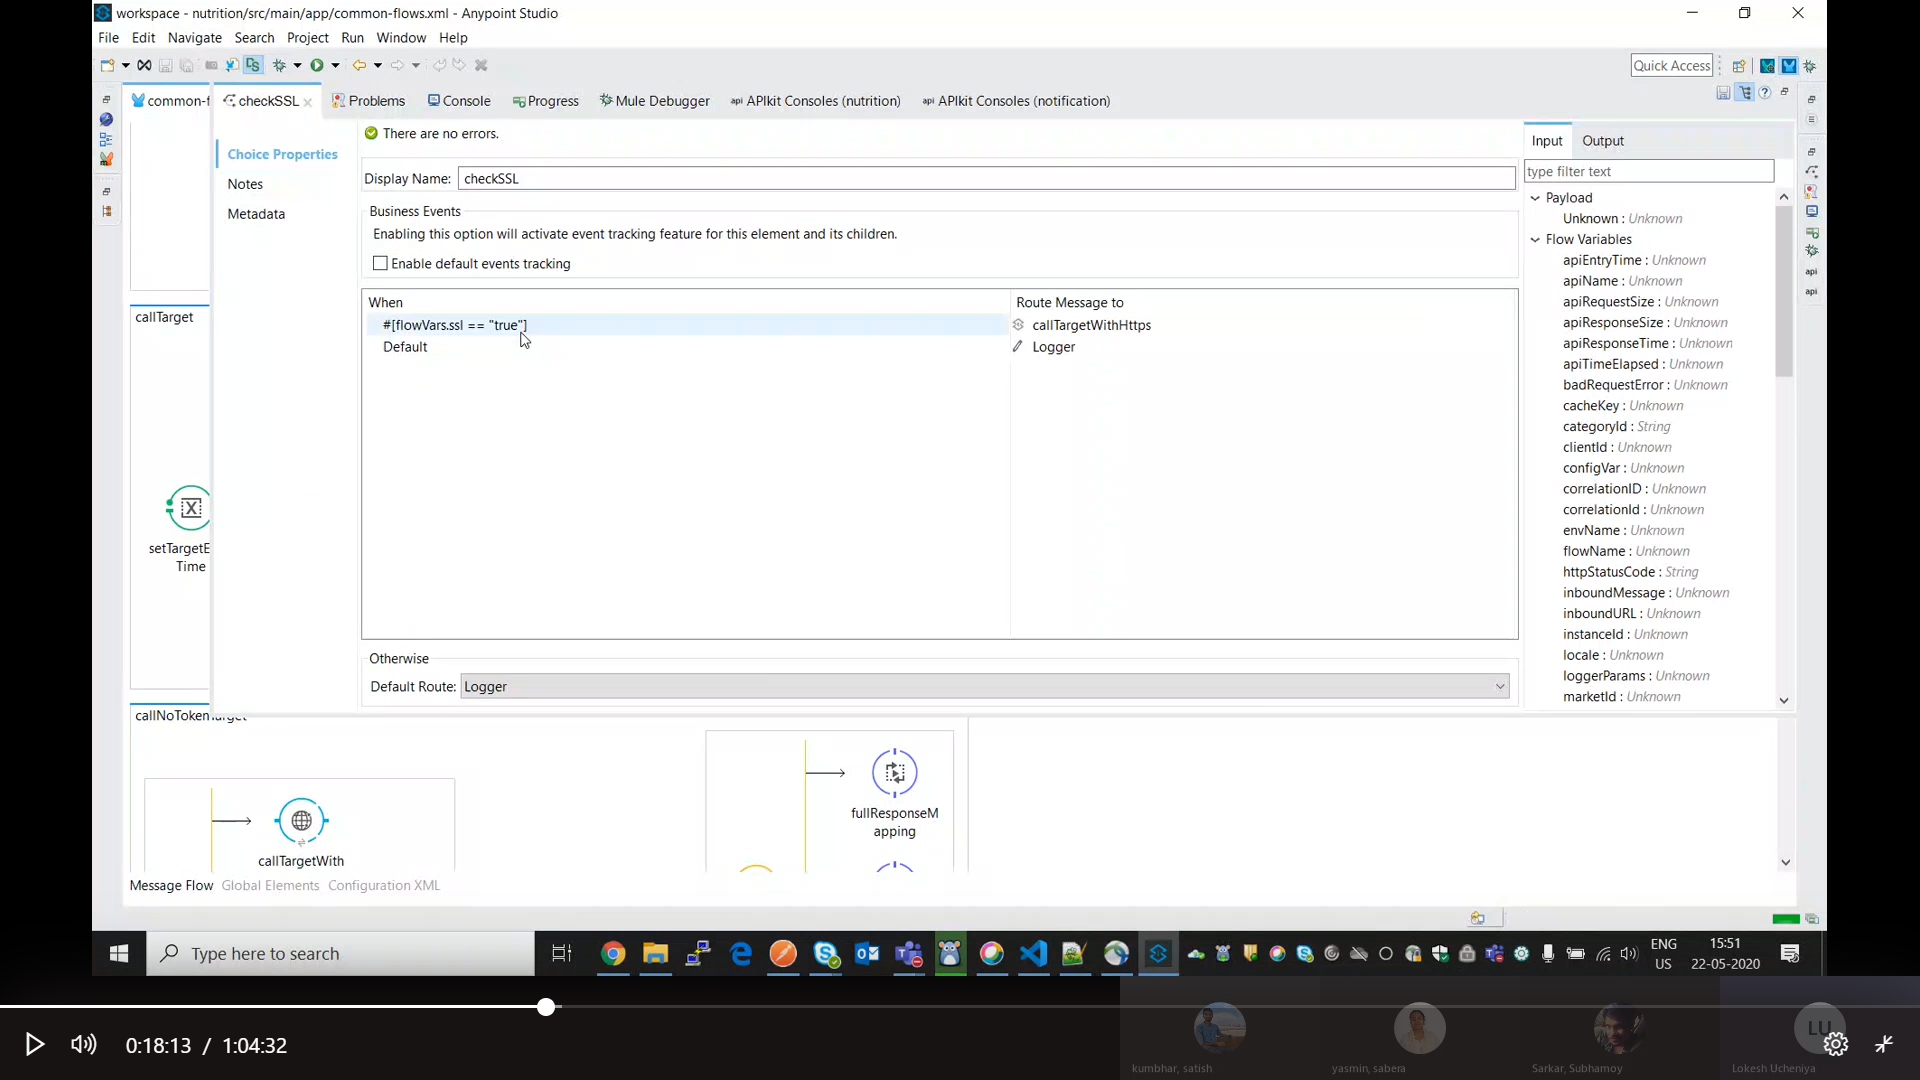 workspace - nutrition/src/main/app/common-flows.xml - Anypoint Studio
File Edit Navigate Search Project Run Window Help
Quick Access
common-f
checkSSL
Problems
Console
Progress
Mule Debugger
api APIkit Consoles (nutrition)
api APIkit Consoles (notification)
There are no errors.
Choice Properties
Notes
Metadata
Display Name: checkSSL
Business Events
Enabling this option will activate event tracking feature for this element and its children.
Enable default events tracking
When
Route Message to
#[flowVars.ssl == "true"]
callTargetWithHttps
Default
Logger
Otherwise
Default Route: Logger
Input
Output
type filter text
Payload
Unknown : Unknown
Flow Variables
apiEntryTime : Unknown
apiName : Unknown
apiRequestSize : Unknown
apiResponseSize : Unknown
apiResponseTime : Unknown
apiTimeElapsed : Unknown
badRequestError : Unknown
cacheKey : Unknown
categoryId : String
clientId : Unknown
configVar : Unknown
correlationID : Unknown
correlationId : Unknown
envName : Unknown
flowName : Unknown
httpStatusCode : String
inboundMessage : Unknown
inboundURL : Unknown
instanceId : Unknown
locale : Unknown
loggerParams : Unknown
marketId : Unknown
api
api
callTarget
setTargetE
Time
callNoTokenTarget
callTargetWith
fullResponseM
apping
Message Flow Global Elements Configuration XML
Type here to search
ENG
US
15:51
22-05-2020
0:18:13 / 1:04:32
LU
kumbhar, satish
yasmin, sabera
Sarkar, Subhamoy
Lokesh Ucheniya